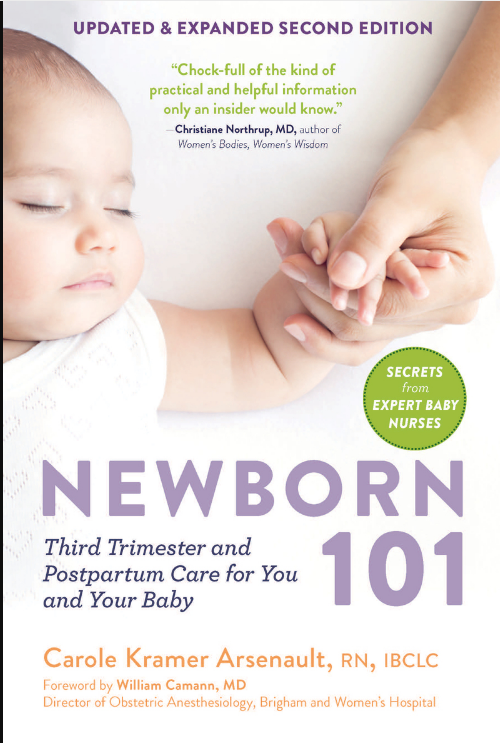 UPDATED & EXPANDED SECOND EDITION
“Chock-full of the kind of
practical and helpful information
only an insider would know.”
—Christiane Northrup, MD, author of
Women’s Bodies, Women’s Wisdom
SECRETS
from
EXPERT BABY
NURSES
NEWBORN
101
Third Trimester and
Postpartum Care for You
and Your Baby
Carole Kramer Arsenault, RN, IBCLC
Foreword by William Camann, MD
Director of Obstetric Anesthesiology, Brigham and Women’s Hospital